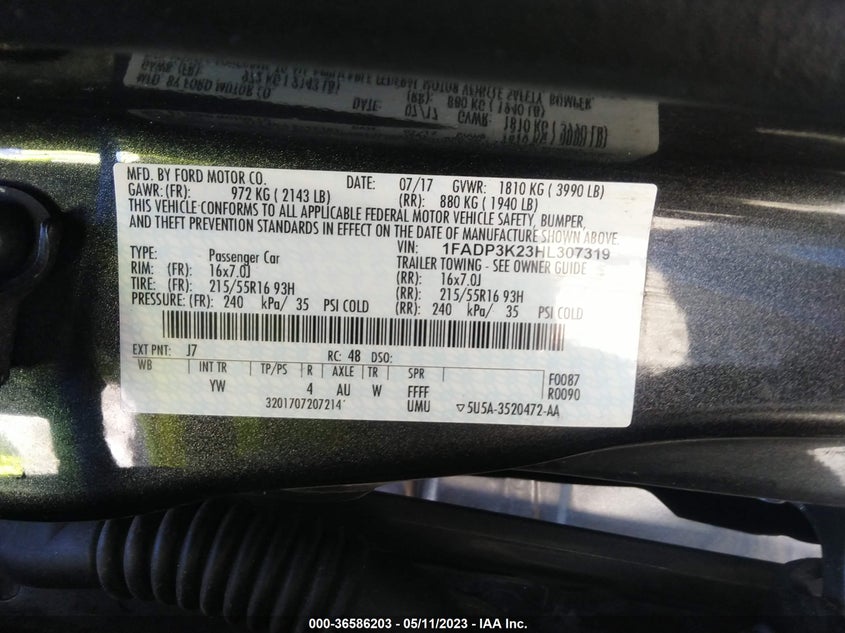 MFD. BY FORD MOTOR CO. DATE: 07/17 GVWR: 1810 KG ( 3990 LB)
GAWR: (FR): 972 KG ( 2143 LB) (RR): 880 KG ( 1940 LB)
THIS VEHICLE CONFORMS TO ALL APPLICABLE FEDERAL MOTOR VEHICLE SAFETY, BUMPER,
AND THEFT PREVENTION STANDARDS IN EFFECT ON THE DATE OF MANUFACTURE SHOWN ABOVE.
VIN: 1FADP3K23HL307319
TYPE: Passenger Car TRAILER TOWING - SEE OWNER GUIDE
RIM: (FR): 16x7.0J (RR): 16x7.0J
TIRE: (FR): 215/55R16 93H (RR): 215/55R16 93H
PRESSURE: (FR): 240 kPa/ 35 PSI COLD (RR): 240 kPa/ 35 PSI COLD
EXT PNT: J7 RC: 48 DSO:
WB INT TR TP/PS R AXLE TR SPR F0087
YW 4 AU W FFFF R0090
3201707207214 UMU ▽5U5A-3520472-AA
000-36586203 - 05/11/2023 - IAA Inc.